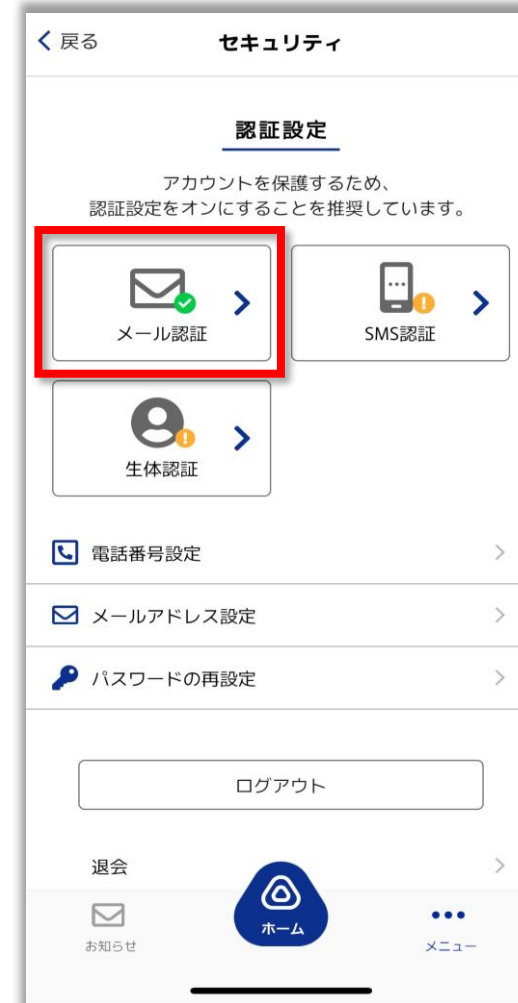 戻る
セキュリティ
認証設定
アカウントを保護するため、
認証設定をオンにすることを推奨しています。
メール認証
SMS認証
生体認証
電話番号設定
メールアドレス設定
パスワードの再設定
ログアウト
退会
お知らせ
ホーム
メニュー